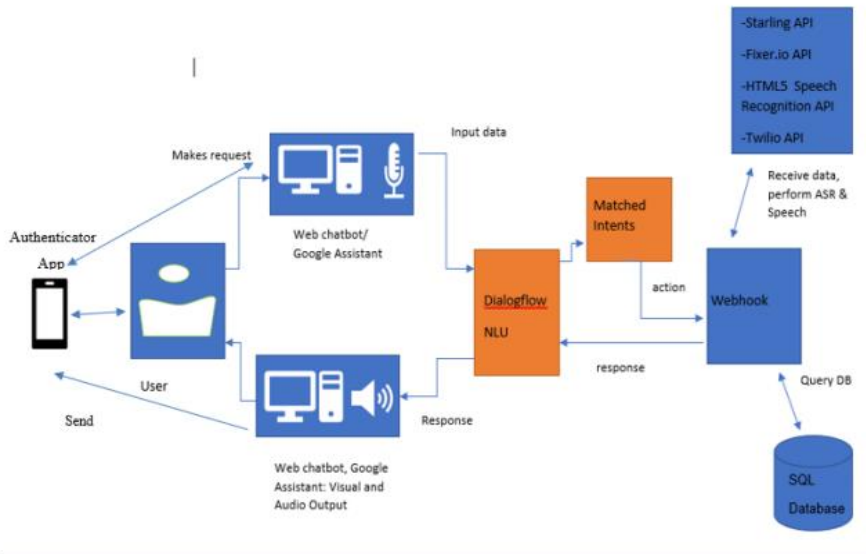 -Starling API
-Fixer.io API
-HTML5 Speech
Recognition API
-Twilio API
Makes request
Input data
Receive data,
perform ASR &
Speech
Matched
Intents
Authenticator
App
Web chatbot/
Google Assistant
Dialogflow
NLU
action
Webhook
response
User
Query DB
Send
Response
Web chatbot, Google
Assistant: Visual and
Audio Output
SQL
Database